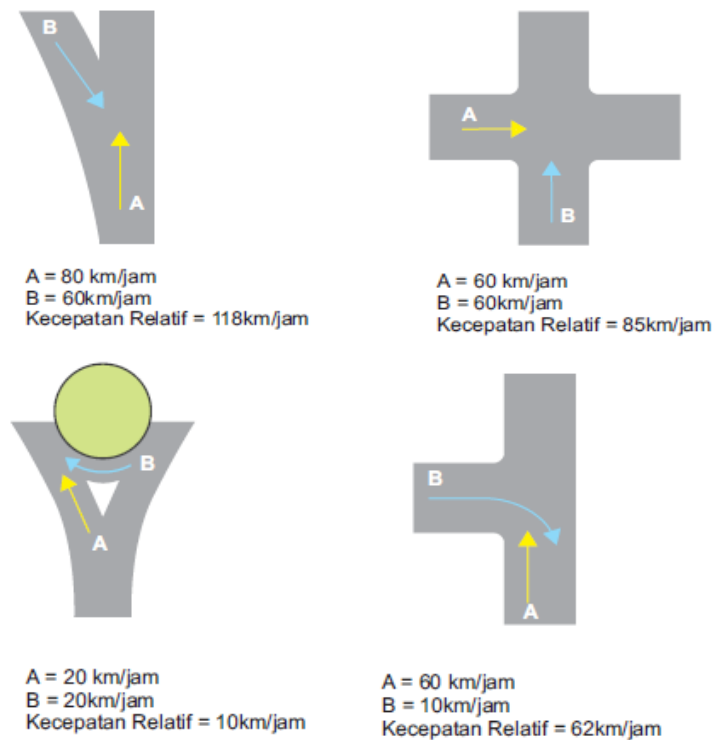 B
A
A = 80 km/jam
B = 60km/jam
Kecepatan Relatif = 118km/jam
A
B
A = 60 km/jam
B = 60km/jam
Kecepatan Relatif = 85km/jam
B
A
A = 20 km/jam
B = 20km/jam
Kecepatan Relatif = 10km/jam
B
A
A = 60 km/jam
B = 10km/jam
Kecepatan Relatif = 62km/jam